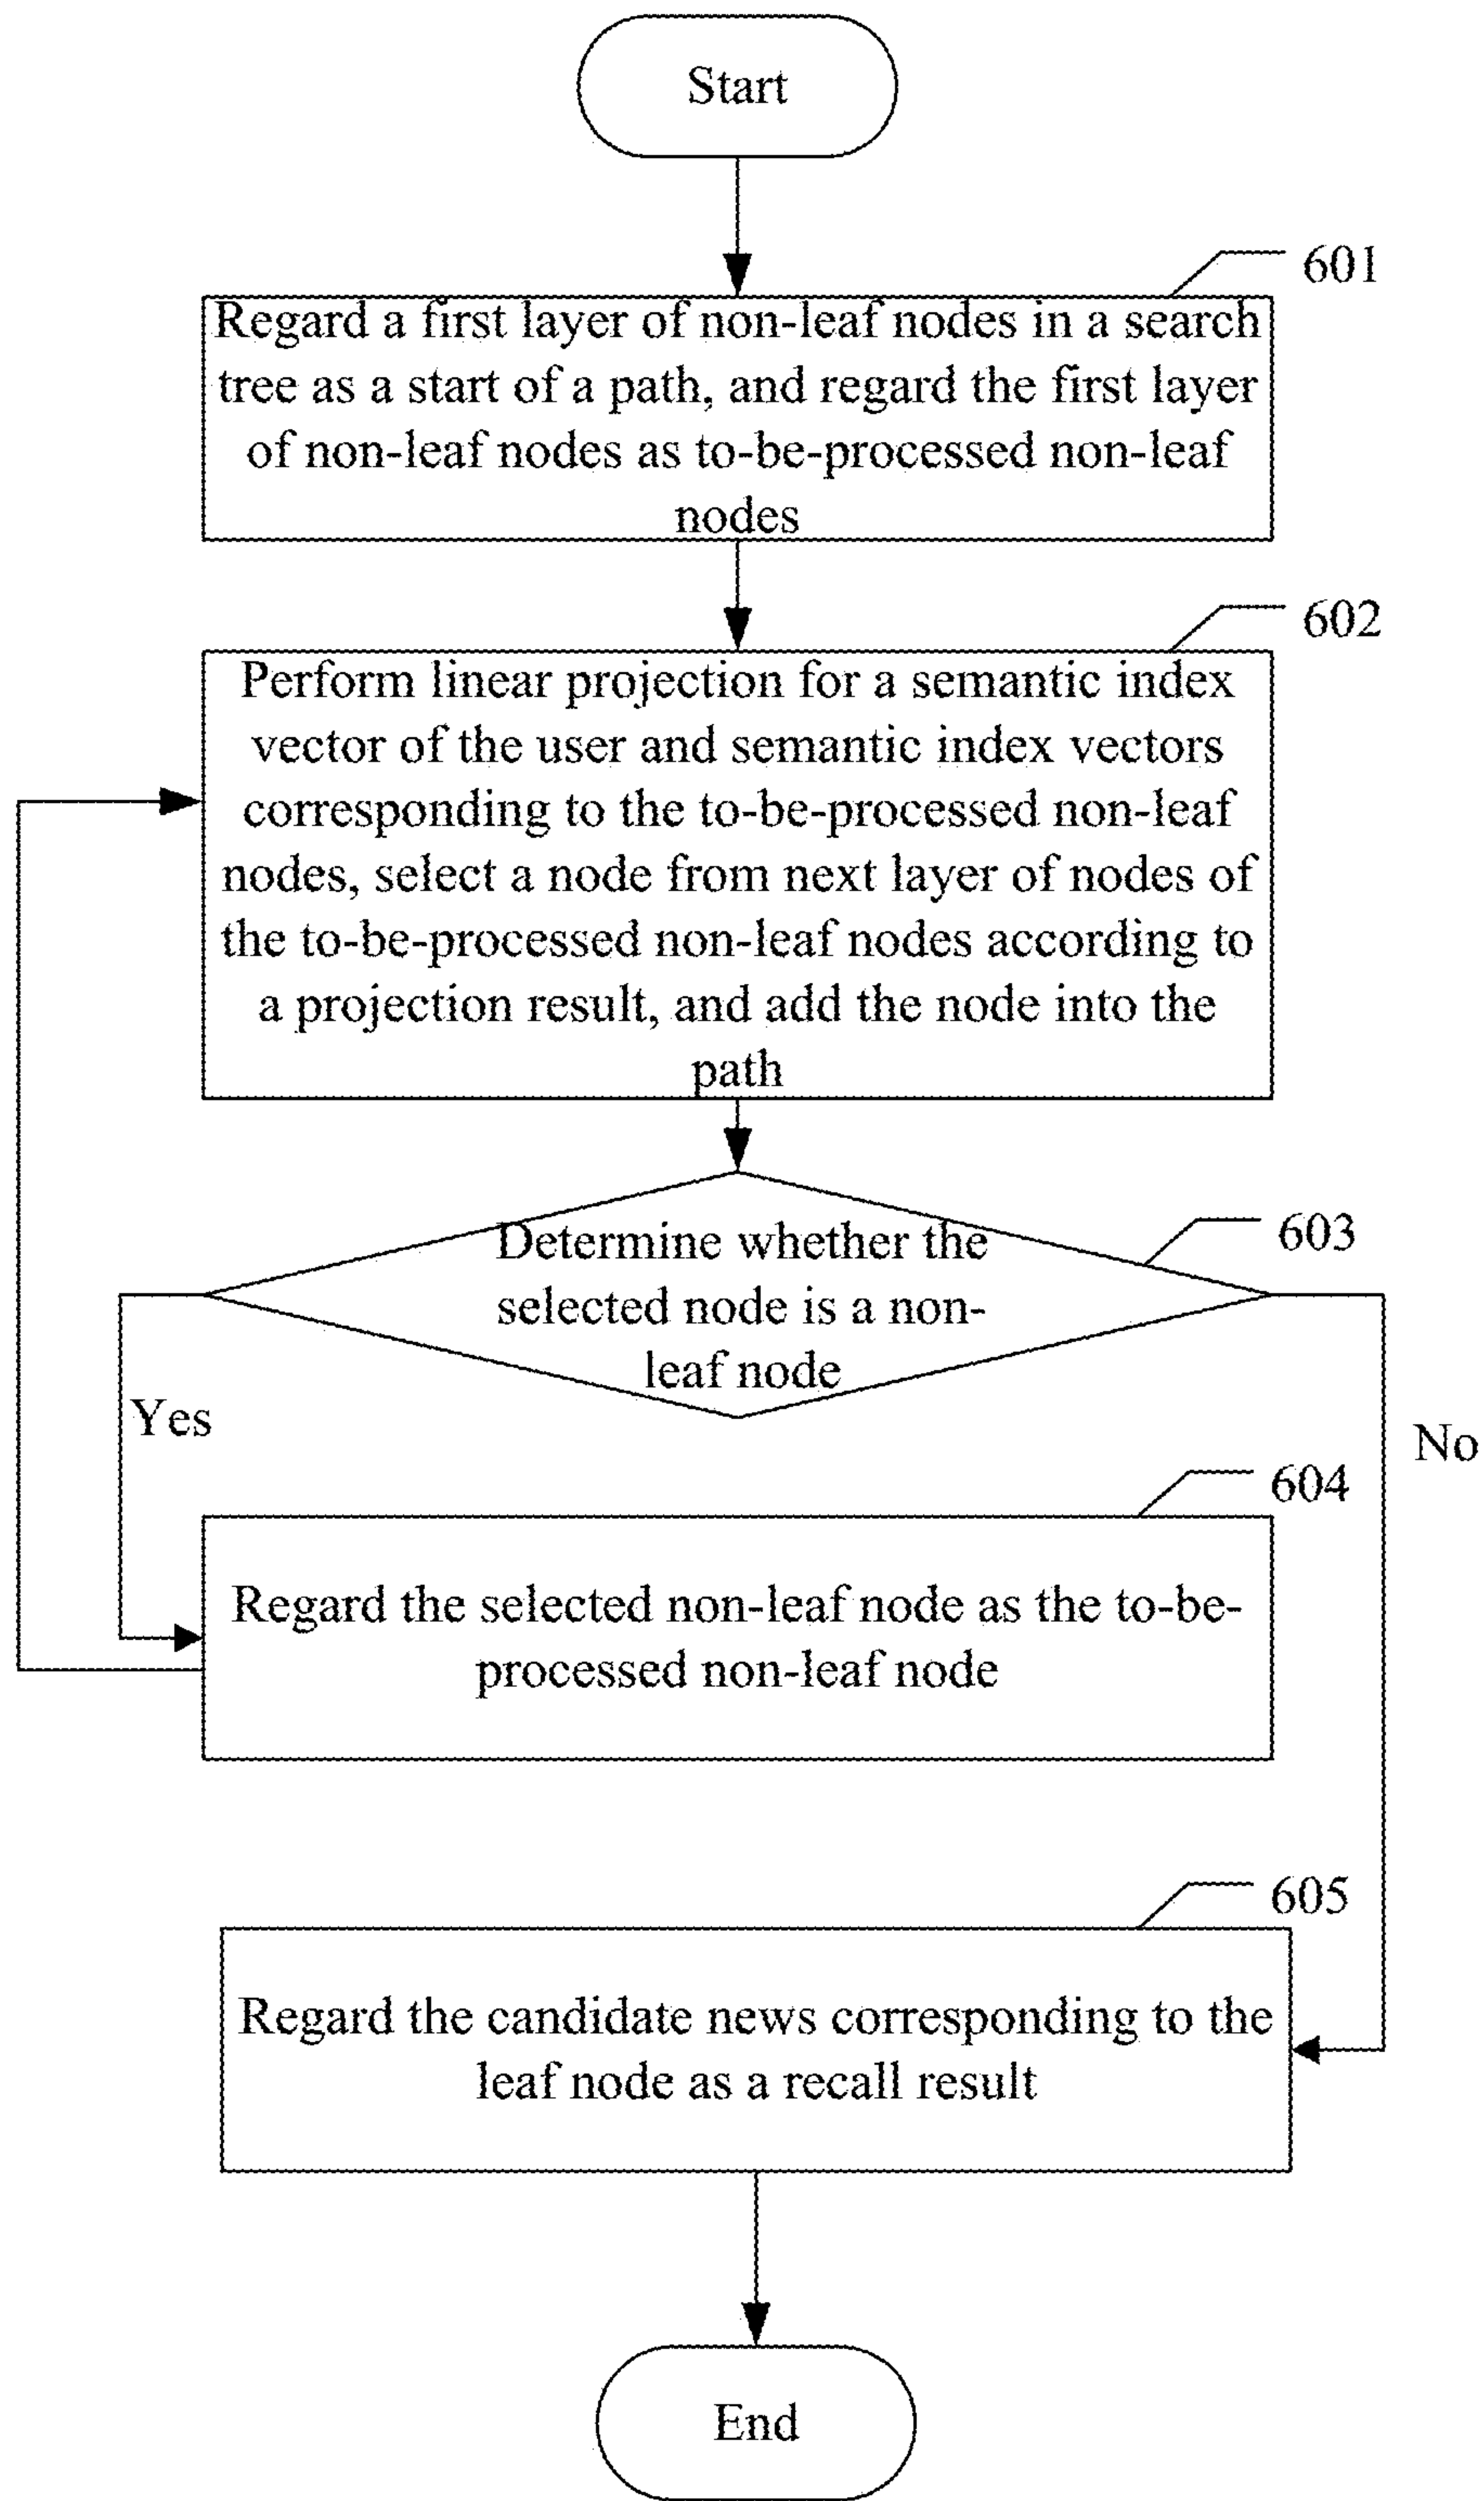 Start
601
Regard a first layer of non-leaf nodes in a search
tree as a start of a path, and regard the first layer
of non-leaf nodes as to-be-processed non-leaf
nodes
602
Perform linear projection for a semantic index
vector of the user and semantic index vectors
corresponding to the to-be-processed non-leaf
nodes, select a node from next layer of nodes of
the to-be-processed non-leaf nodes according to
a projection result, and add the node into the
path
603
Determine whether the
selected node is a non-
leaf node
Yes
No
604
Regard the selected non-leaf node as the to-be-
processed non-leaf node
605
Regard the candidate news corresponding to the
leaf node as a recall result
End